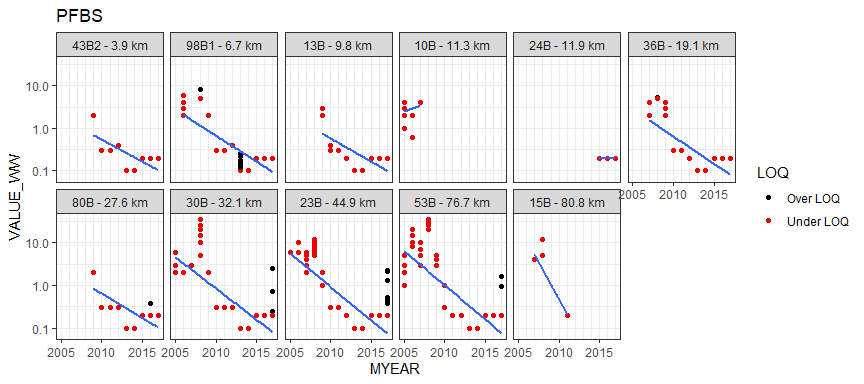 PFBS
43B2 - 3.9 km
98B1 - 6.7 km
13B - 9.8 km
10B - 11.3 km
24B - 11.9 km
36B - 19.1 km
10.0
1.0
0.1
2005 2010 2015
80B - 27.6 km
30B - 32.1 km
23B - 44.9 km
53B - 76.7 km
15B - 80.8 km
10.0
1.0
0.1
2005 2010 2015 2005 2010 2015 2005 2010 2015 2005 2010 2015 2005 2010 2015
MYEAR
VALUE_WW
LOQ
Over LOQ
Under LOQ